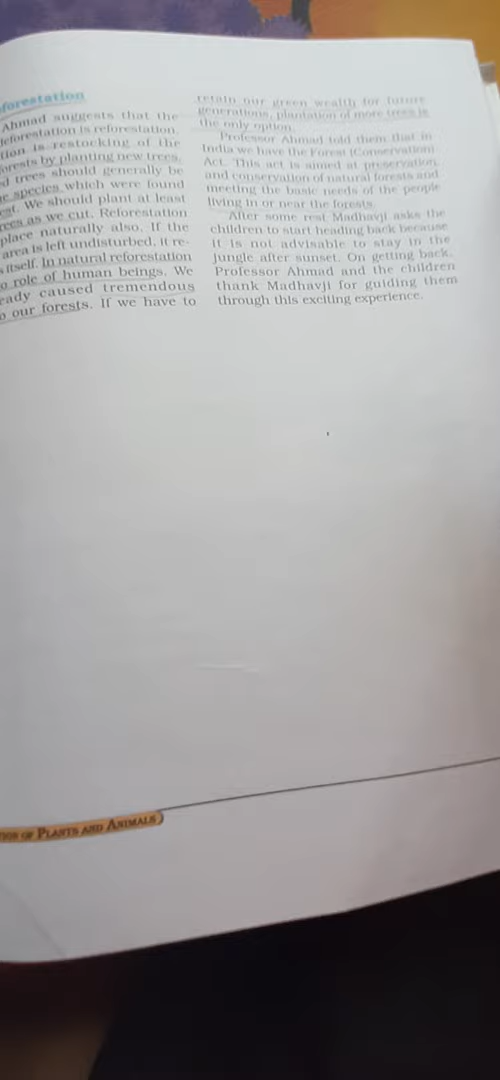 forestation
Ahmad suggests that the
deforestation is reforestation.
tion is restocking of the
forests by planting new trees.
d trees should generally be
e species which were found
est. We should plant at least
rees as we cut. Reforestation
place naturally also. If the
area is left undisturbed, it re-
s itself. In natural reforestation
o role of human beings. We
eady caused tremendous
o our forests. If we have to
retain our green wealth for future
generations, plantation of more trees is
the only option.
Professor Ahmad told them that in
India we have the Forest (Conservation)
Act. This act is aimed at preservation
and conservation of natural forests and
meeting the basic needs of the people
living in or near the forests.
After some rest Madhavji asks the
children to start heading back because
it is not advisable to stay in the
jungle after sunset. On getting back,
Professor Ahmad and the children
thank Madhavji for guiding them
through this exciting experience.
TION OF PLANTS AND ANIMALS